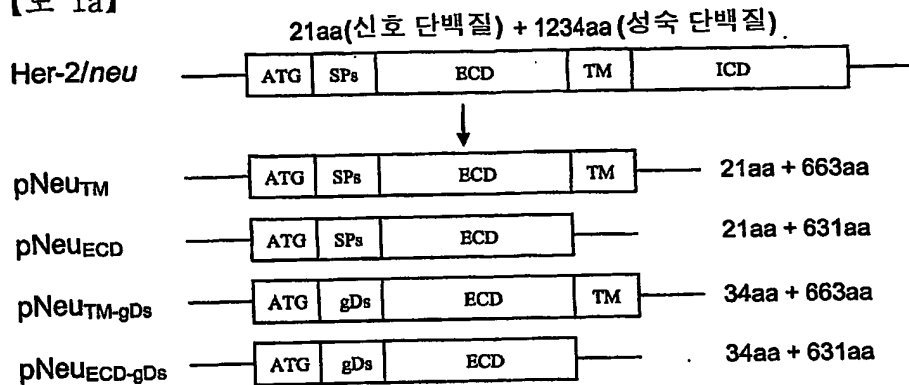 【도 1a】
21aa(신호 단백질) + 1234aa (성숙 단백질)
Her-2/neu ATG SPs ECD TM ICD
pNeuTM ATG SPs ECD TM 21aa + 663aa
pNeuECD ATG SPs ECD 21aa + 631aa
pNeuTM-gDs ATG gDs ECD TM 34aa + 663aa
pNeuECD-gDs ATG gDs ECD 34aa + 631aa